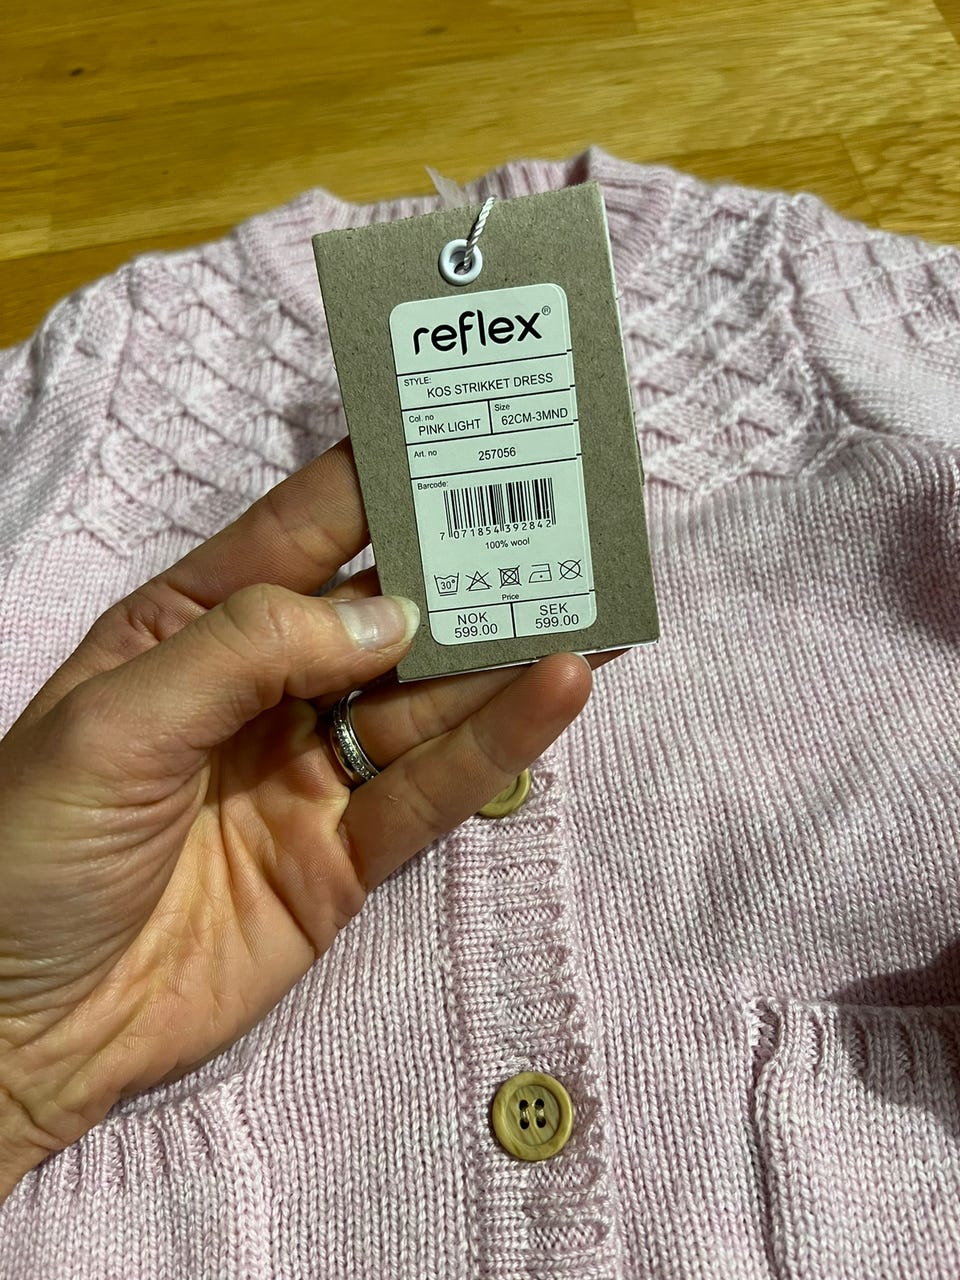 reflex®
STYLE:
KOS STRIKKET DRESS
Col. no
PINK LIGHT
Size
62CM-3MND
Art. no
257056
Barcode:
7 071854 392842
100% wool
30°
Price
NOK
599.00
SEK
599.00